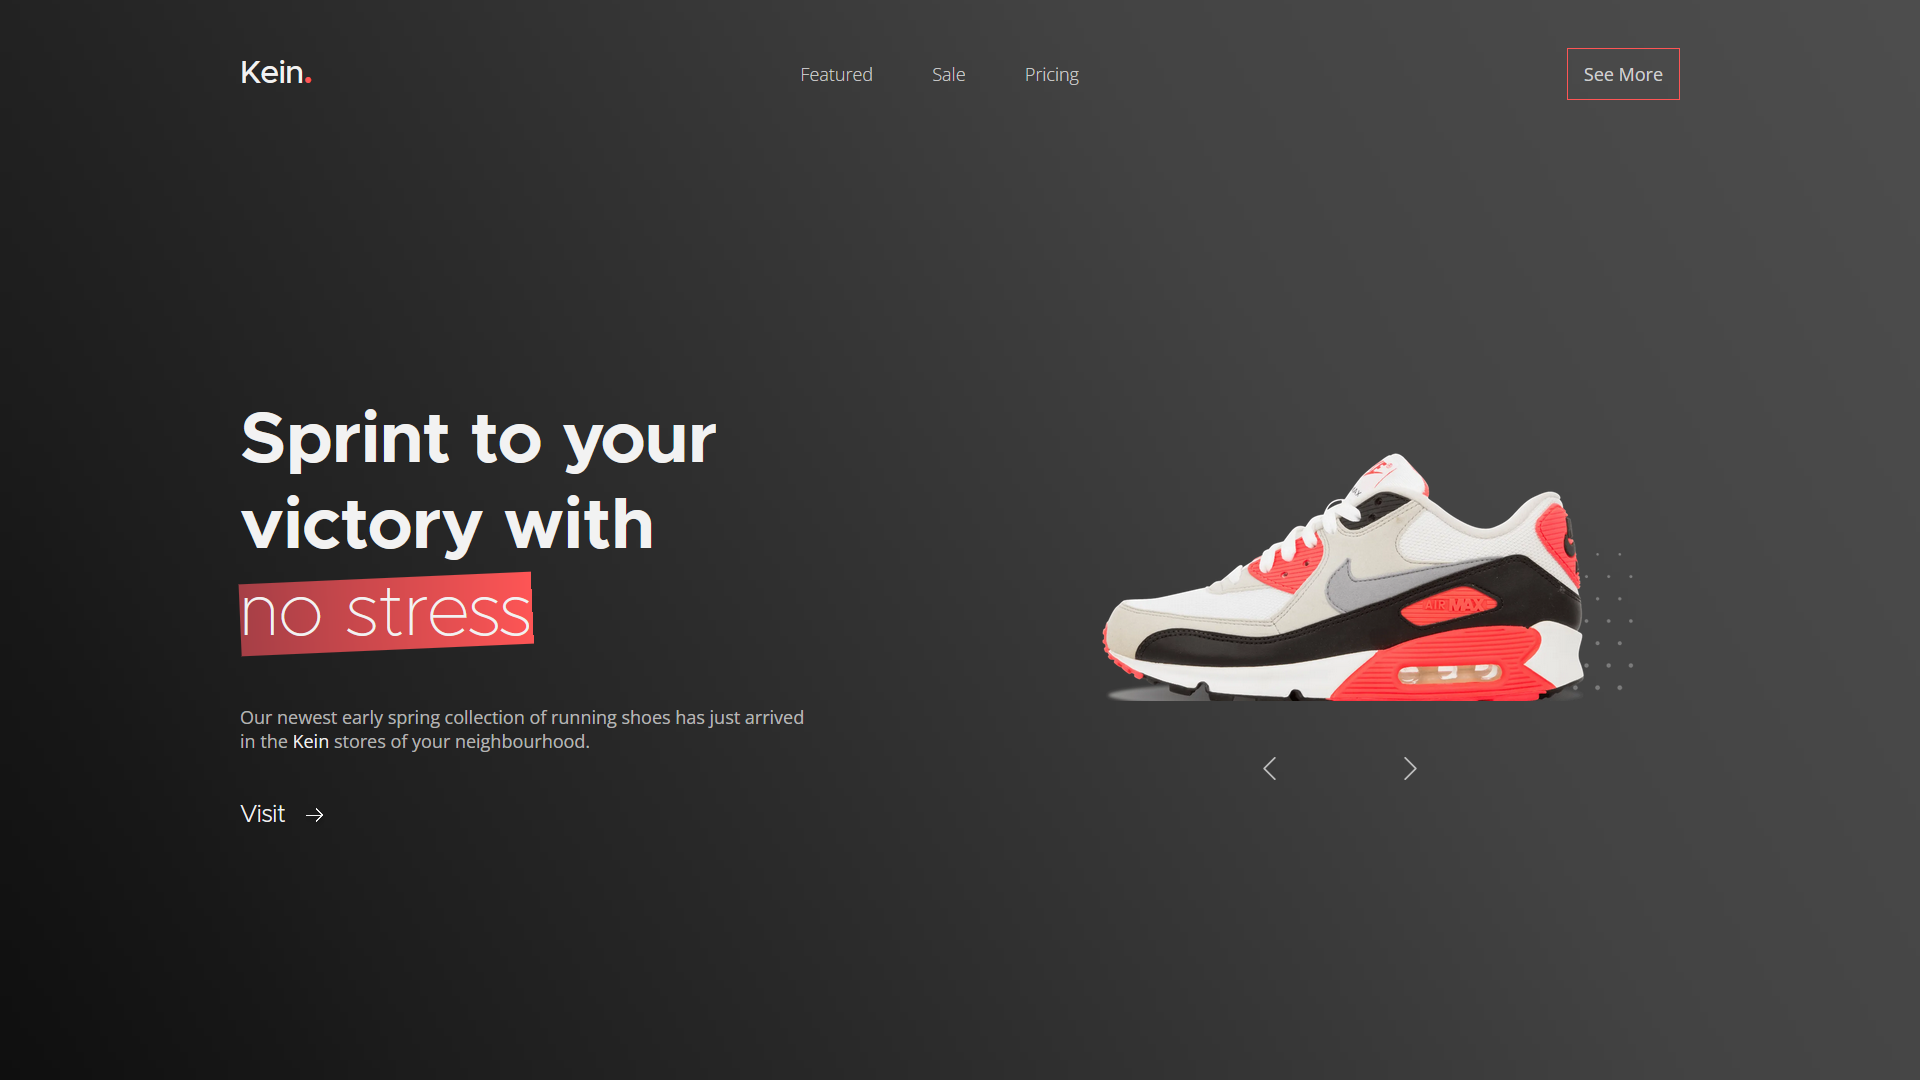 Kein.
Featured
Sale
Pricing
See More
Sprint to your
victory with
no stress
Our newest early spring collection of running shoes has just arrived
in the Kein stores of your neighbourhood.
Visit
AIR MAX